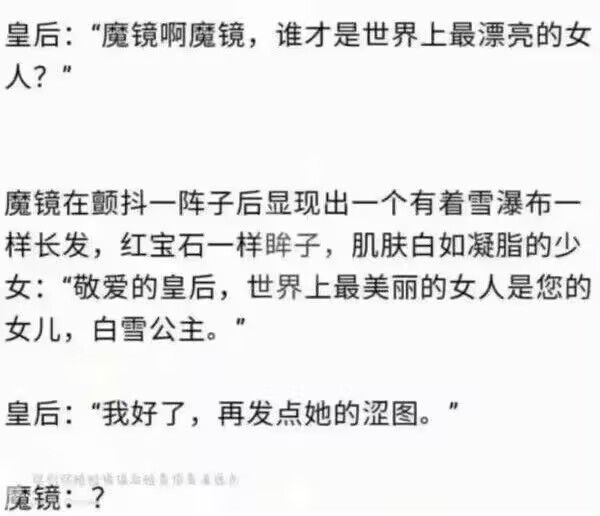 皇后：“魔镜啊魔镜，谁才是世界上最漂亮的女
人？”
魔镜在颤抖一阵子后显现出一个有着雪瀑布一
样长发，红宝石一样眸子，肌肤白如凝脂的少
女：“敬爱的皇后，世界上最美丽的女人是您的
女儿，白雪公主。”
皇后：“我好了，再发点她的涩图。”
魔镜：？